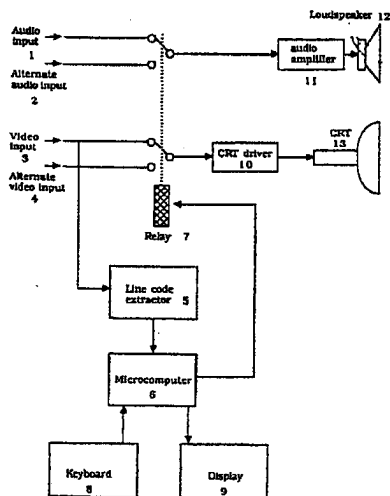 Loudspeaker 12
Audio
input
1
audio
amplifier
11
Alternate
audio input
2
Video
input
3
CRT
13
CRT driver
10
Alternate
video input
4
Relay 7
Line code
extractor
5
Microcomputer
6
Keyboard
8
Display
9